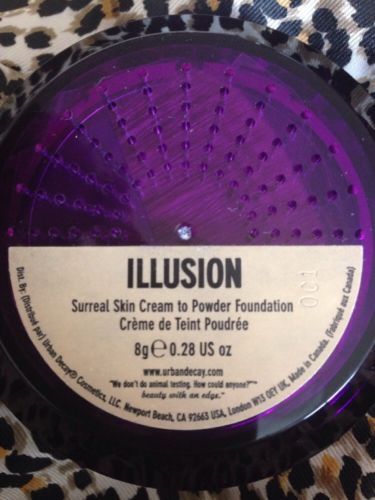 ILLUSION
Surreal Skin Cream to Powder Foundation
Crème de Teint Poudrée
8g e 0.28 US oz
www.urbandecay.com
"We don't do animal testing. How could anyone?"™
beauty with an edge.™
Dist. By: (Distribué par) Urban Decay® Cosmetics, LLC. Newport Beach, CA 92663 USA, London W1S 0EY UK. Made in Canada. (Fabriqué aux Canada)
001